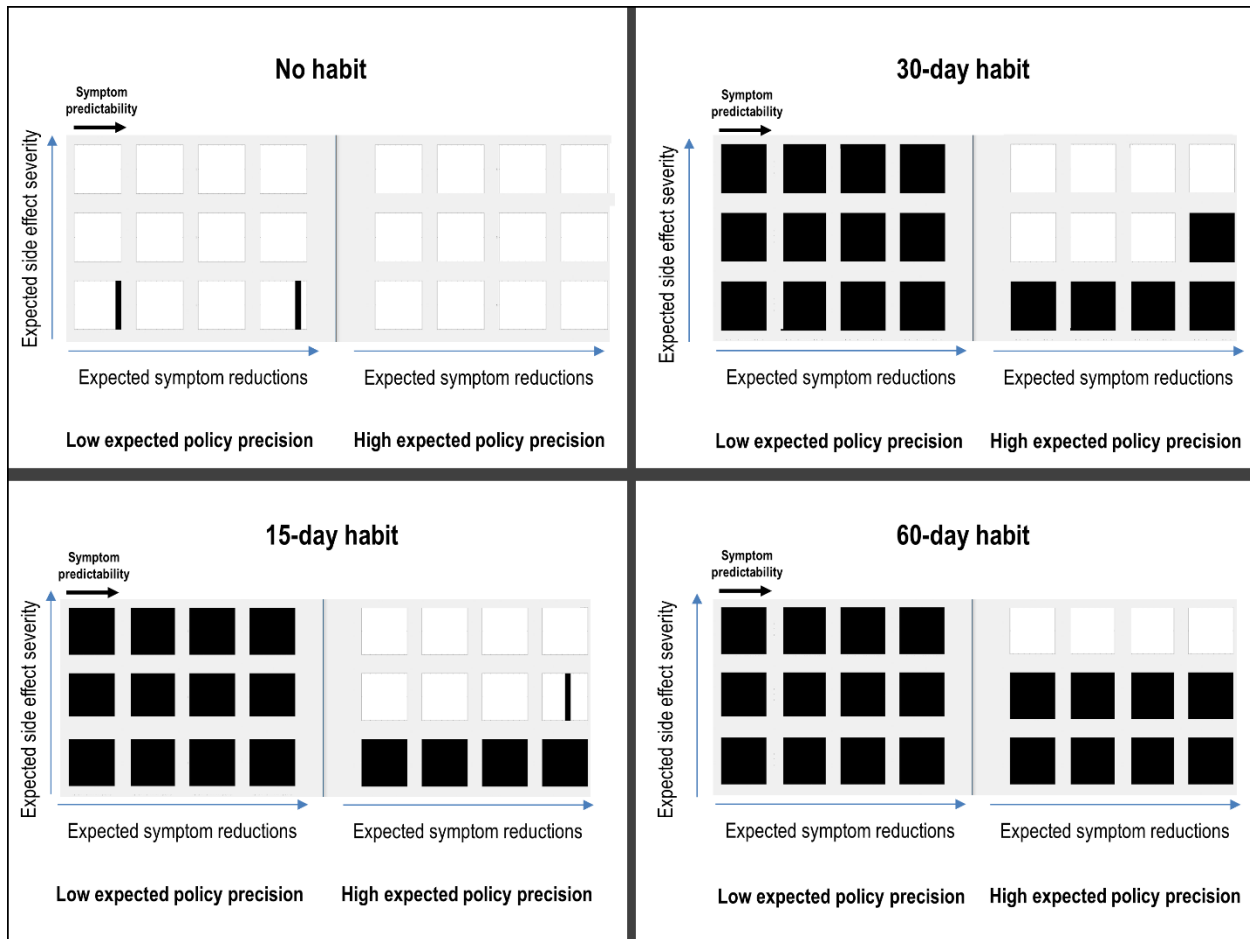 No habit
Symptom
predictability
Expected side effect severity
Expected symptom reductions
Expected symptom reductions
Low expected policy precision
High expected policy precision
30-day habit
Symptom
predictability
Expected side effect severity
Expected symptom reductions
Expected symptom reductions
Low expected policy precision
High expected policy precision
15-day habit
Symptom
predictability
Expected side effect severity
Expected symptom reductions
Expected symptom reductions
Low expected policy precision
High expected policy precision
60-day habit
Symptom
predictability
Expected side effect severity
Expected symptom reductions
Expected symptom reductions
Low expected policy precision
High expected policy precision